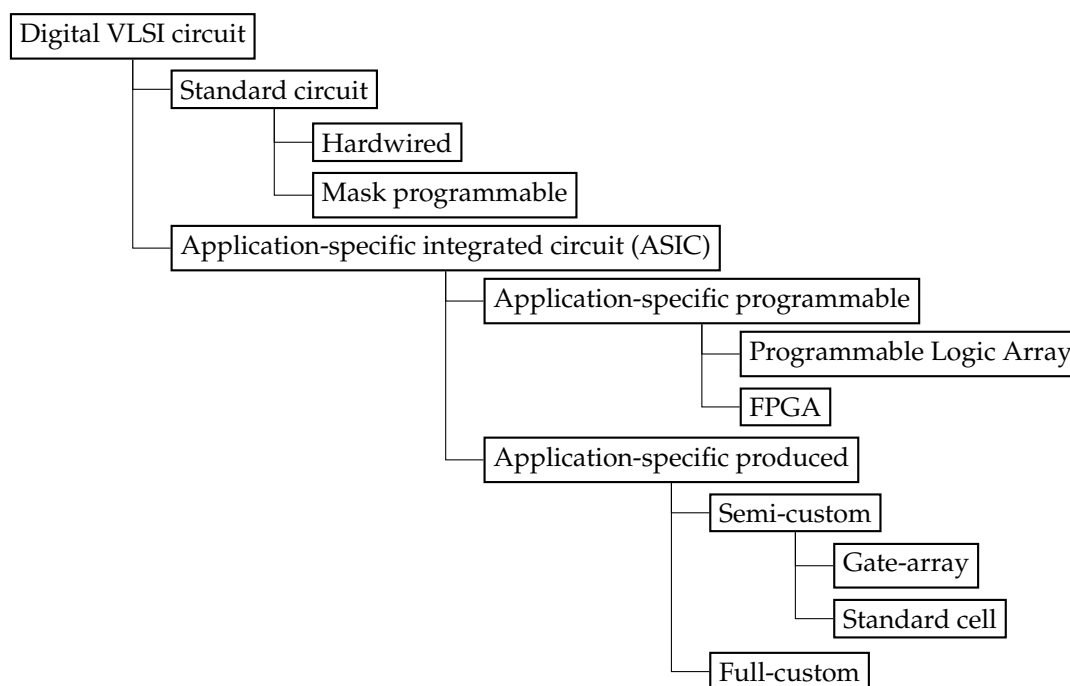 Digital VLSI circuit
Standard circuit
Hardwired
Mask programmable
Application-specific integrated circuit (ASIC)
Application-specific programmable
Programmable Logic Array
FPGA
Application-specific produced
Semi-custom
Gate-array
Standard cell
Full-custom